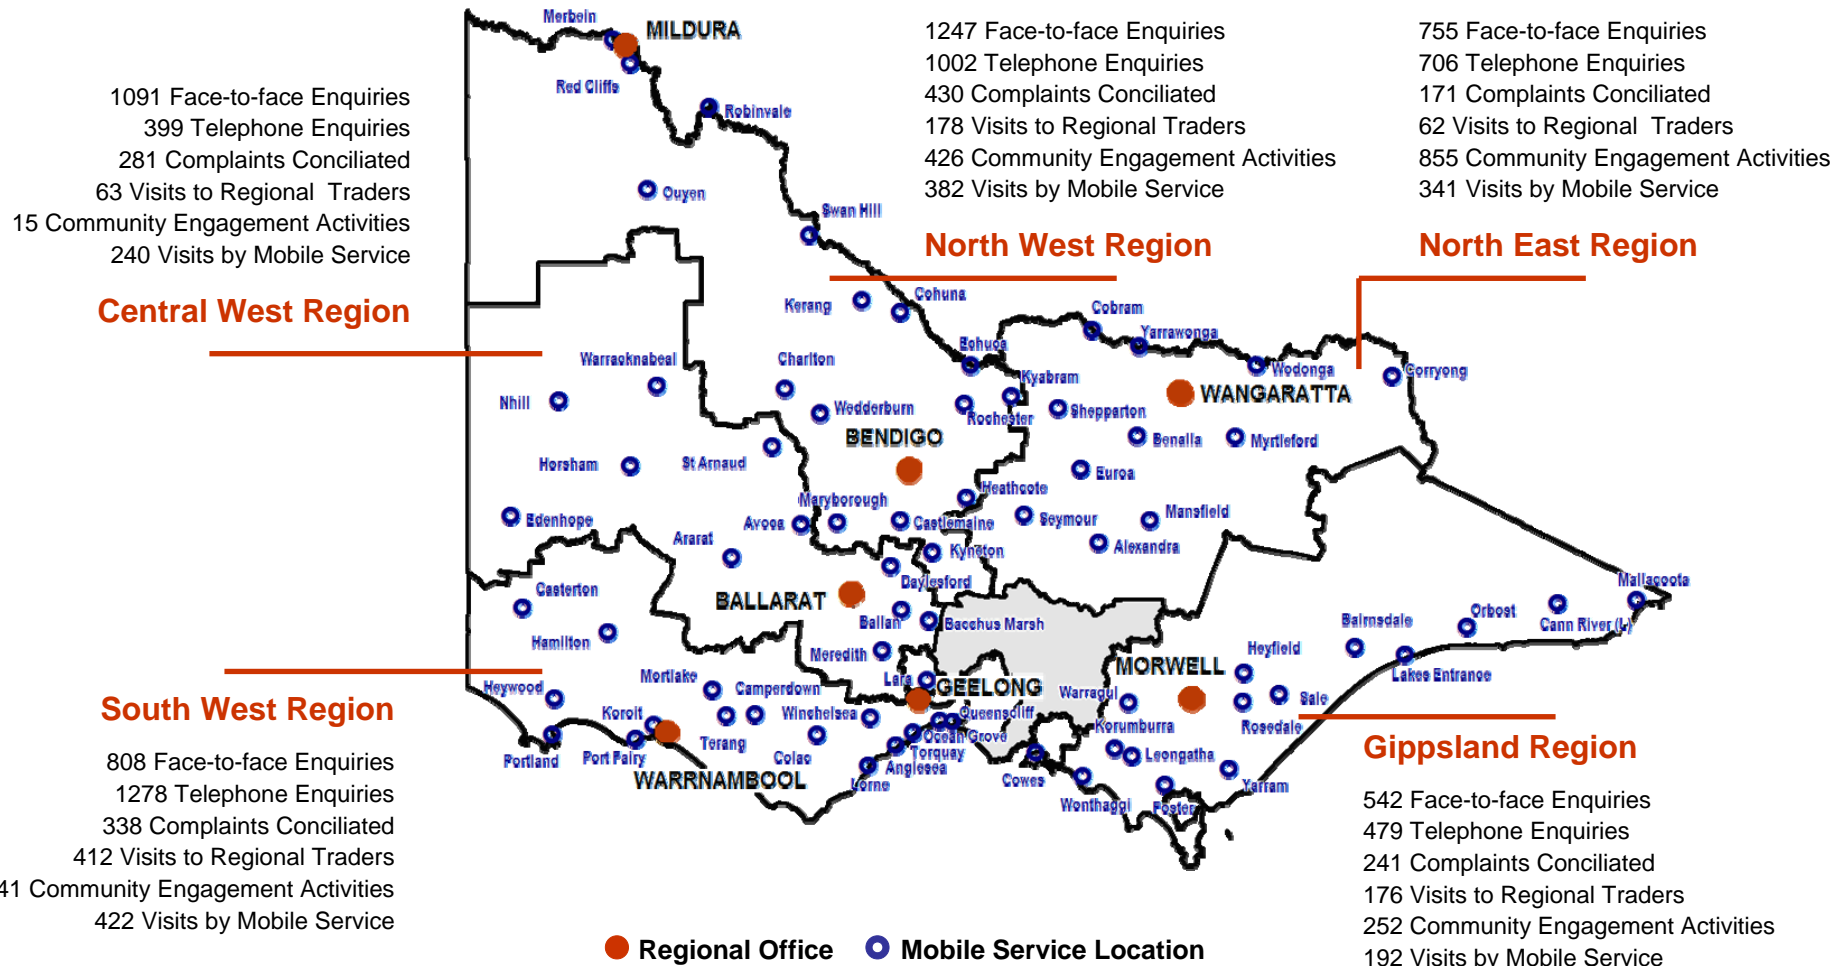 1091 Face-to-face Enquiries
399 Telephone Enquiries
281 Complaints Conciliated
63 Visits to Regional Traders
15 Community Engagement Activities
240 Visits by Mobile Service
Central West Region
1247 Face-to-face Enquiries
1002 Telephone Enquiries
430 Complaints Conciliated
178 Visits to Regional Traders
426 Community Engagement Activities
382 Visits by Mobile Service
North West Region
755 Face-to-face Enquiries
706 Telephone Enquiries
171 Complaints Conciliated
62 Visits to Regional Traders
855 Community Engagement Activities
341 Visits by Mobile Service
North East Region
Merbein
MILDURA
Red Cliffs
Robinvale
Ouyen
Swan Hill
Kerang
Cohuna
Cobram
Yarrawonga
Echuca
Wodonga
Corryong
Warracknabeal
Charlton
Kyabram
WANGARATTA
Nhill
Wedderburn
Rochester
Shepparton
BENDIGO
Benalla
Myrtleford
Horsham
St Arnaud
Euroa
Heathcote
Maryborough
Edenhope
Avoca
Castlemaine
Seymour
Mansfield
Ararat
Kyneton
Alexandra
Casterton
Daylesford
Mallacoota
BALLARAT
Ballan
Bacchus Marsh
Bairnsdale
Orbost
Cann River (L)
Hamilton
Meredith
MORWELL
Heyfield
Lakes Entrance
Mortlake
Lara
GEELONG
Heywood
Camperdown
Warragul
Sale
Koroit
Winchelsea
Queenscliff
Korumburra
Rosedale
Terang
Ocean Grove
Portland
Port Fairy
Colac
Torquay
Leongatha
WARRNAMBOOL
Lorne
Anglesea
Cowes
Wonthaggi
Foster
Yarram
South West Region
808 Face-to-face Enquiries
1278 Telephone Enquiries
338 Complaints Conciliated
412 Visits to Regional Traders
41 Community Engagement Activities
422 Visits by Mobile Service
Gippsland Region
542 Face-to-face Enquiries
479 Telephone Enquiries
241 Complaints Conciliated
176 Visits to Regional Traders
252 Community Engagement Activities
192 Visits by Mobile Service
Regional Office
Mobile Service Location